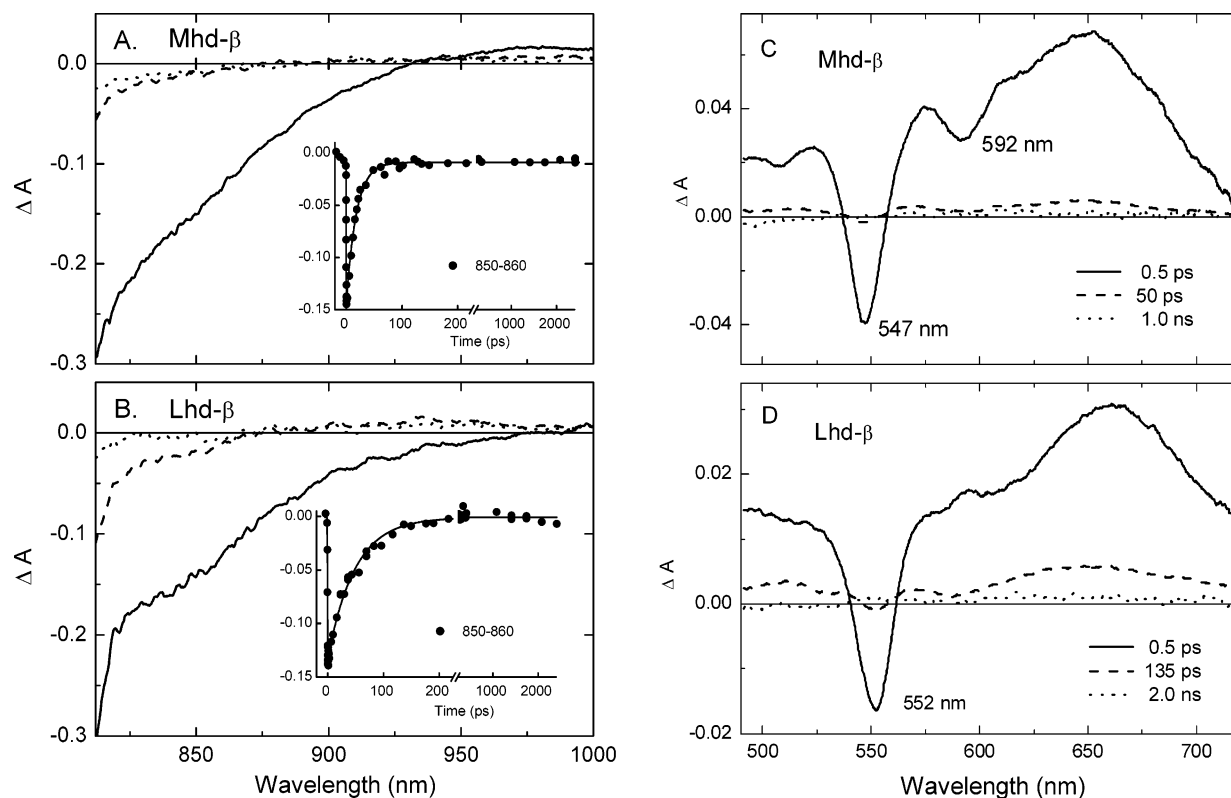 A. Mhd-β
0.0
-0.1
-0.2
-0.3
Δ A
0.00
-0.05
-0.10
-0.15
850-860
0 100 200 1000 2000
Time (ps)
B. Lhd-β
0.0
-0.1
-0.2
-0.3
Δ A
0.00
-0.05
-0.10
-0.15
850-860
0 100 200 1000 2000
Time (ps)
850 900 950 1000
Wavelength (nm)
C Mhd-β
0.04
0.00
-0.04
Δ A
592 nm
547 nm
0.5 ps
50 ps
1.0 ns
D Lhd-β
0.02
0.00
-0.02
Δ A
552 nm
0.5 ps
135 ps
2.0 ns
500 550 600 650 700
Wavelength (nm)